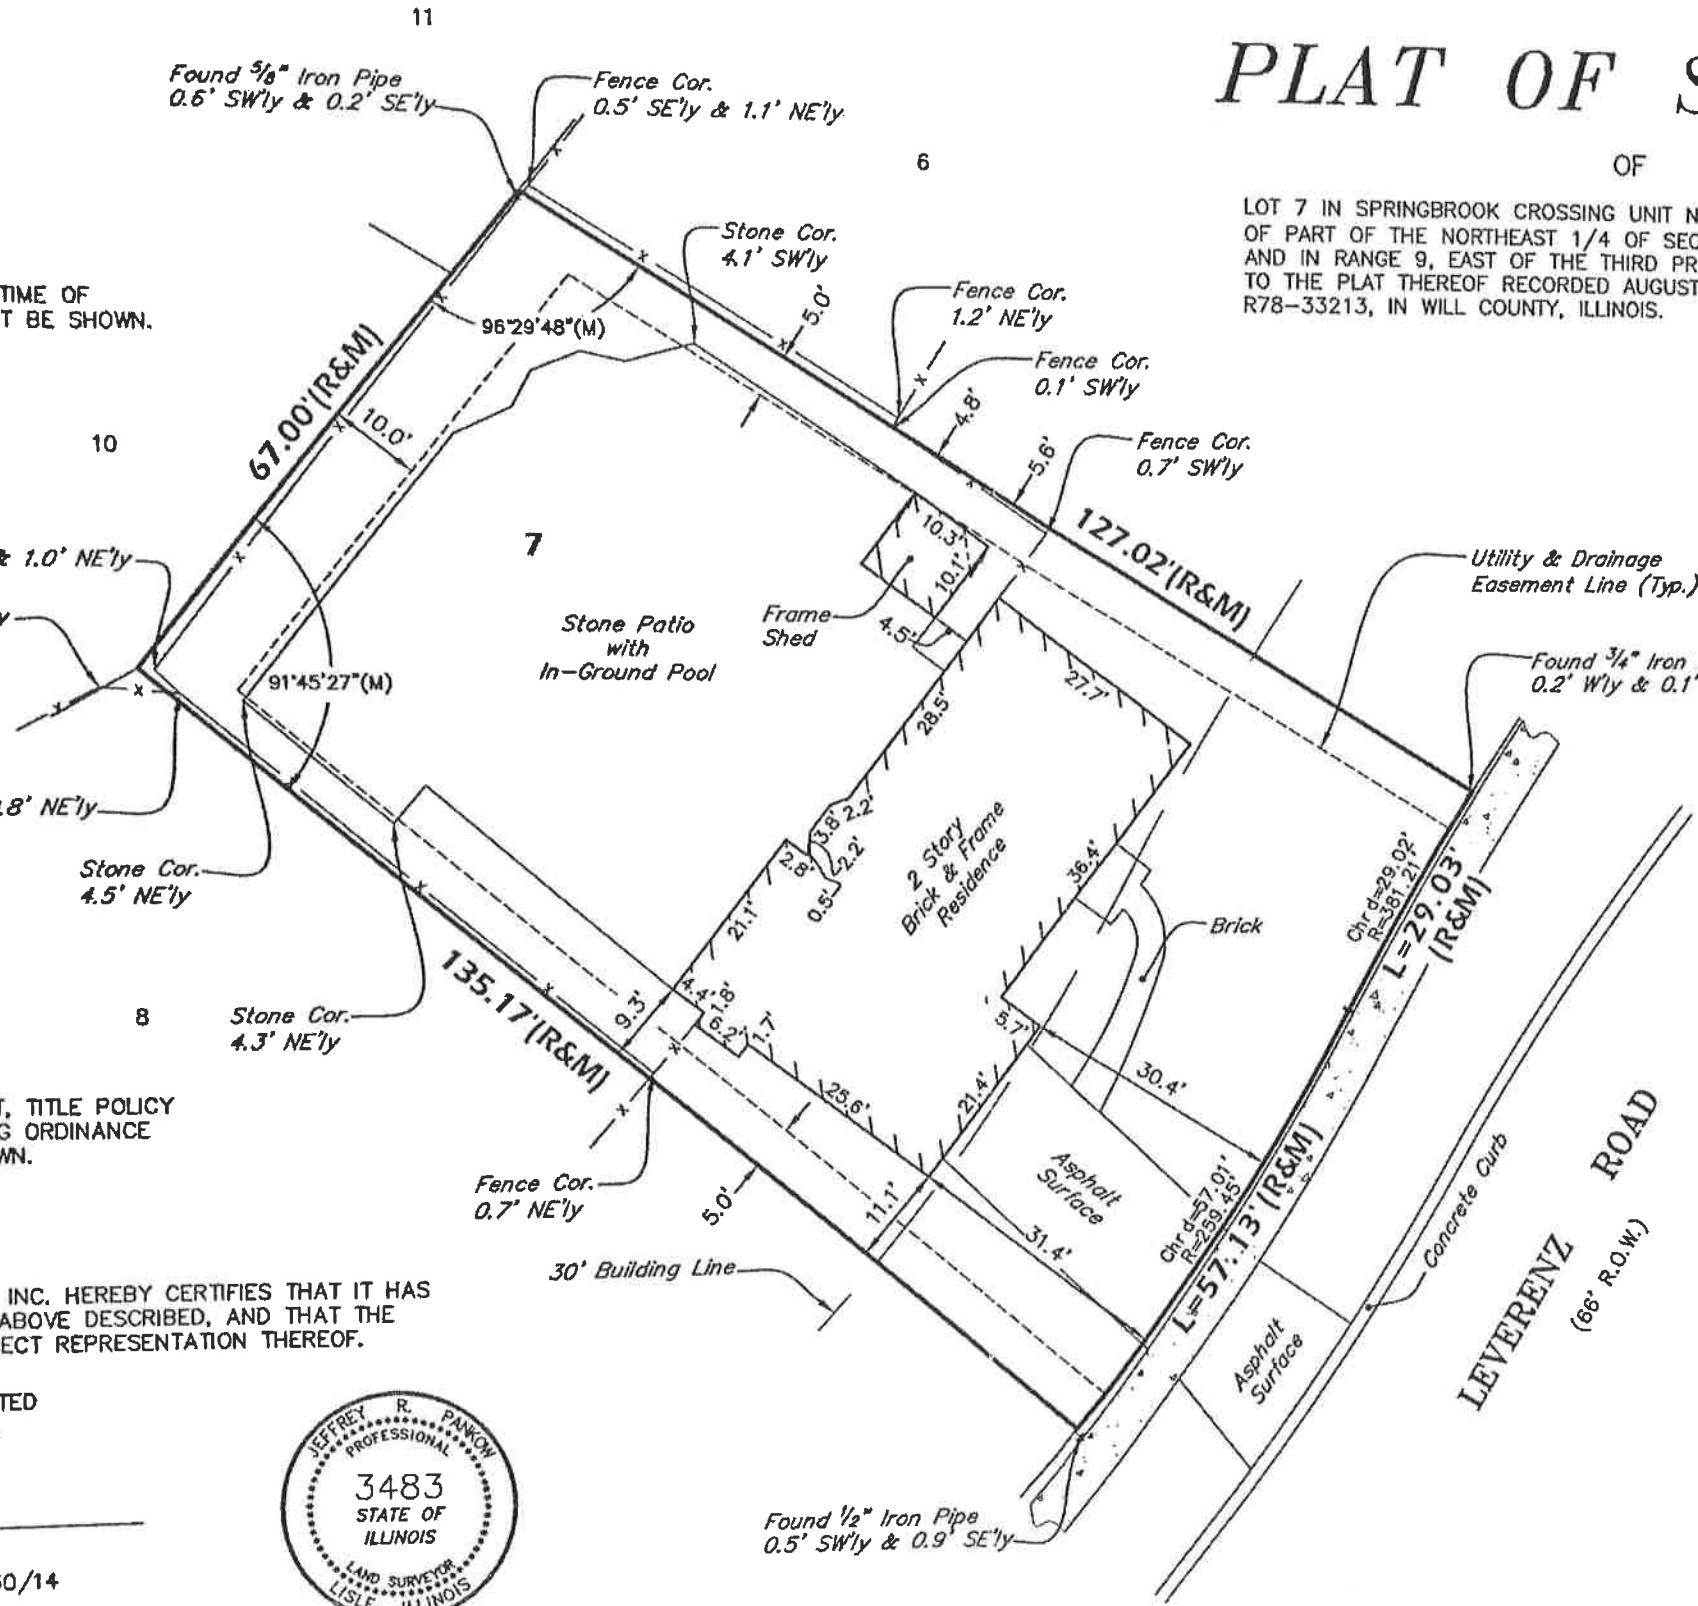 11
PLAT OF S
OF
LOT 7 IN SPRINGBROOK CROSSING UNIT N
OF PART OF THE NORTHEAST 1/4 OF SEC
AND IN RANGE 9, EAST OF THE THIRD PR
TO THE PLAT THEREOF RECORDED AUGUST
R78-33213, IN WILL COUNTY, ILLINOIS.
Found 5/8" Iron Pipe
0.6' SW'ly & 0.2' SE'ly
Fence Cor.
0.5' SE'ly & 1.1' NE'ly
6
Stone Cor.
4.1' SW'ly
TIME OF
T BE SHOWN.
96°29'48"(M)
5.0'
Fence Cor.
1.2' NE'ly
Fence Cor.
0.1' SW'ly
67.00'(R&M)
10.0'
4.8'
5.6'
Fence Cor.
0.7' SW'ly
10
127.02'(R&M)
& 1.0' NE'ly
7
10.3'
10.1'
4.5'
Frame
Shed
Stone Patio
with
In-Ground Pool
Utility & Drainage
Easement Line (Typ.)
Found 3/4" Iron
0.2' W'ly & 0.1'
91°45'27"(M)
27.7'
28.5'
.8' NE'ly
Stone Cor.
4.5' NE'ly
3.8'
2.2'
2.2'
2.8'
0.5'
21.1'
2 Story
Brick & Frame
Residence
36.4'
Brick
Chrd=29.02'
R=381.21'
L=29.03'
(R&M)
135.17'(R&M)
8
Stone Cor.
4.3' NE'ly
9.3'
4.4'
1.8'
6.2'
1.7'
25.6'
5.7'
21.4'
30.4'
T, TITLE POLICY
G ORDINANCE
WN.
Fence Cor.
0.7' NE'ly
5.0'
11.1'
31.4'
Asphalt
Surface
Chrd=57.01'
R=259.45'
L=57.13' (R&M)
Concrete Curb
LEVERENZ ROAD
(66' R.O.W.)
30' Building Line
Asphalt
Surface
INC. HEREBY CERTIFIES THAT IT HAS
ABOVE DESCRIBED, AND THAT THE
ECT REPRESENTATION THEREOF.
TED
JEFFREY R. PANKOW
PROFESSIONAL
3483
STATE OF
ILLINOIS
LAND SURVEYOR
LISLE ILLINOIS
Found 1/2" Iron Pipe
0.5' SW'ly & 0.9' SE'ly
0/14